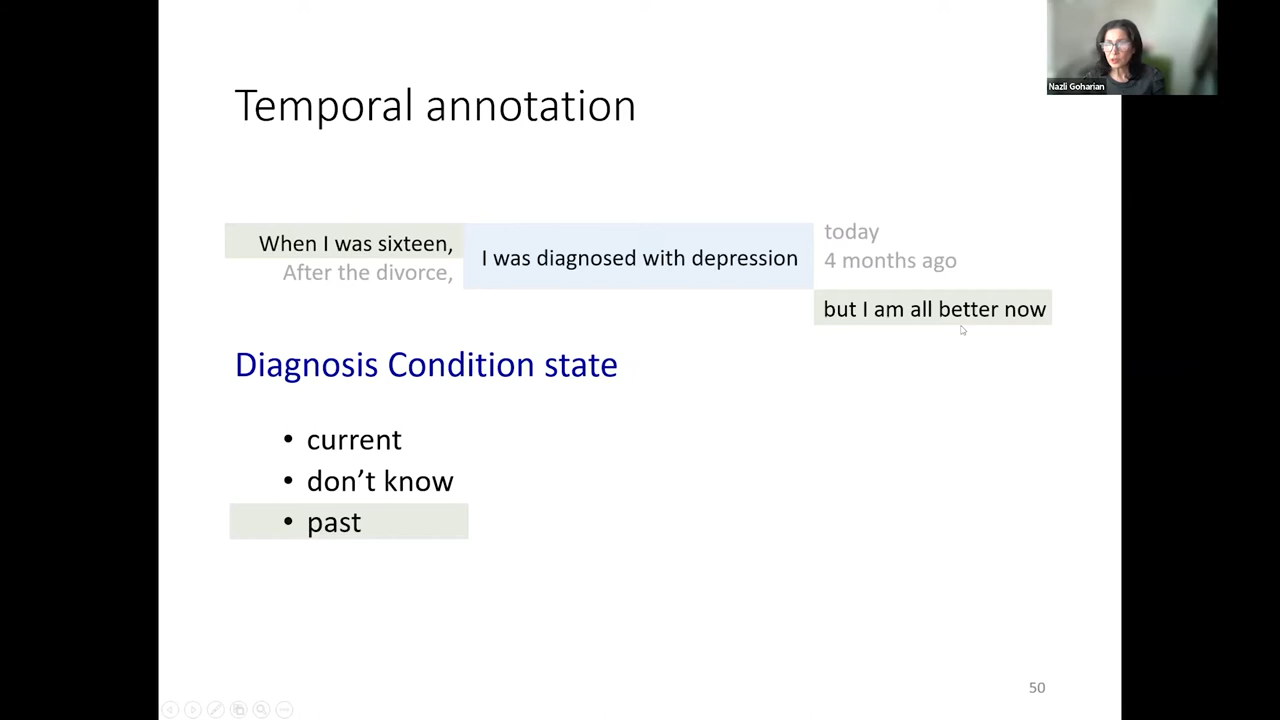 Nazli Goharian
Temporal annotation
When I was sixteen,
After the divorce,
I was diagnosed with depression
today
4 months ago
but I am all better now
Diagnosis Condition state
• current
• don’t know
• past
50